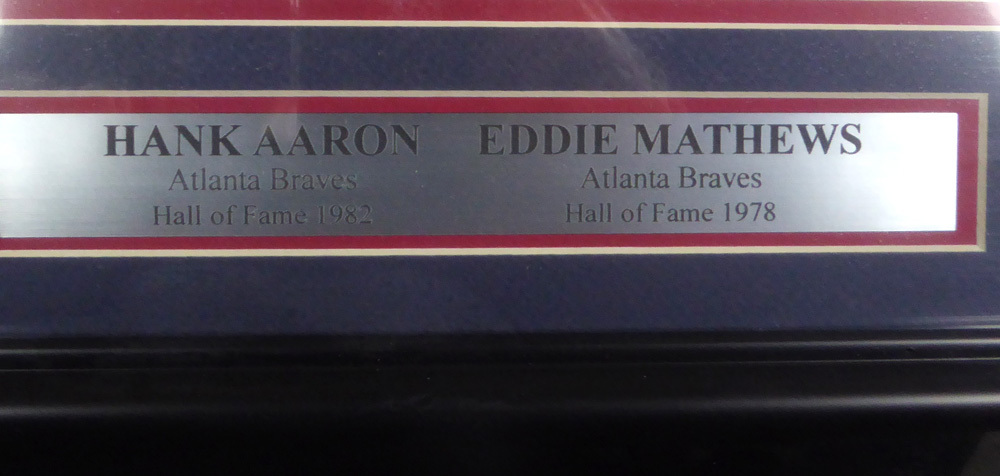 HANK AARON EDDIE MATHEWS
Atlanta Braves Atlanta Braves
Hall of Fame 1982 Hall of Fame 1978